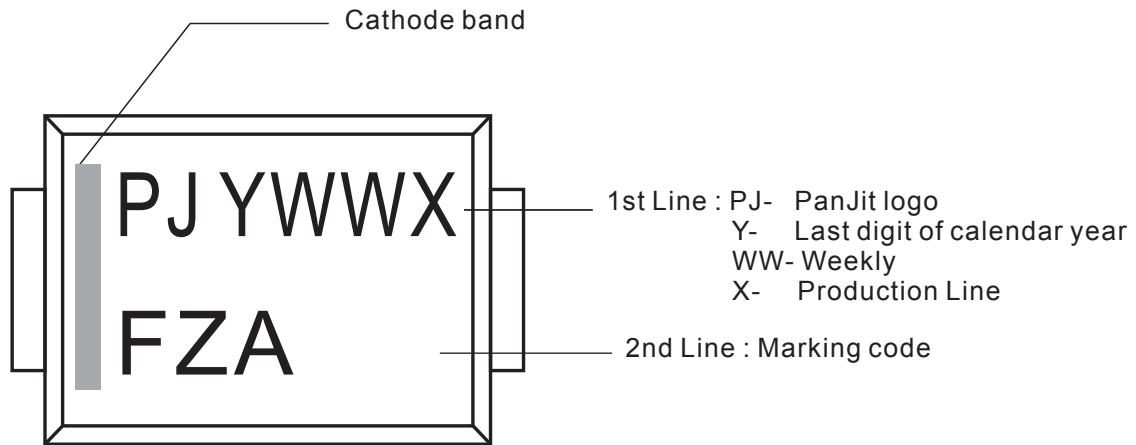 Cathode band
PJ YWWX
1st Line : PJ- PanJit logo
Y- Last digit of calendar year
WW- Weekly
X- Production Line
FZA
2nd Line : Marking code